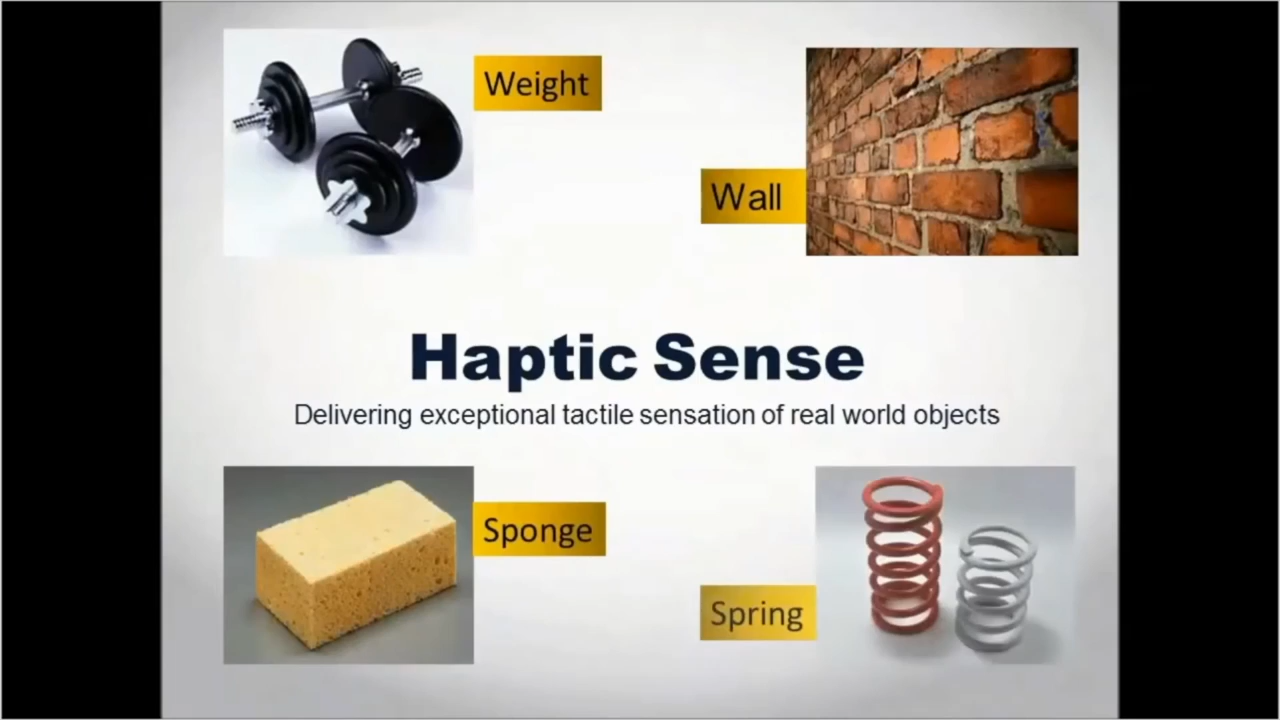 Weight
Wall
Haptic Sense
Delivering exceptional tactile sensation of real world objects
Sponge
Spring